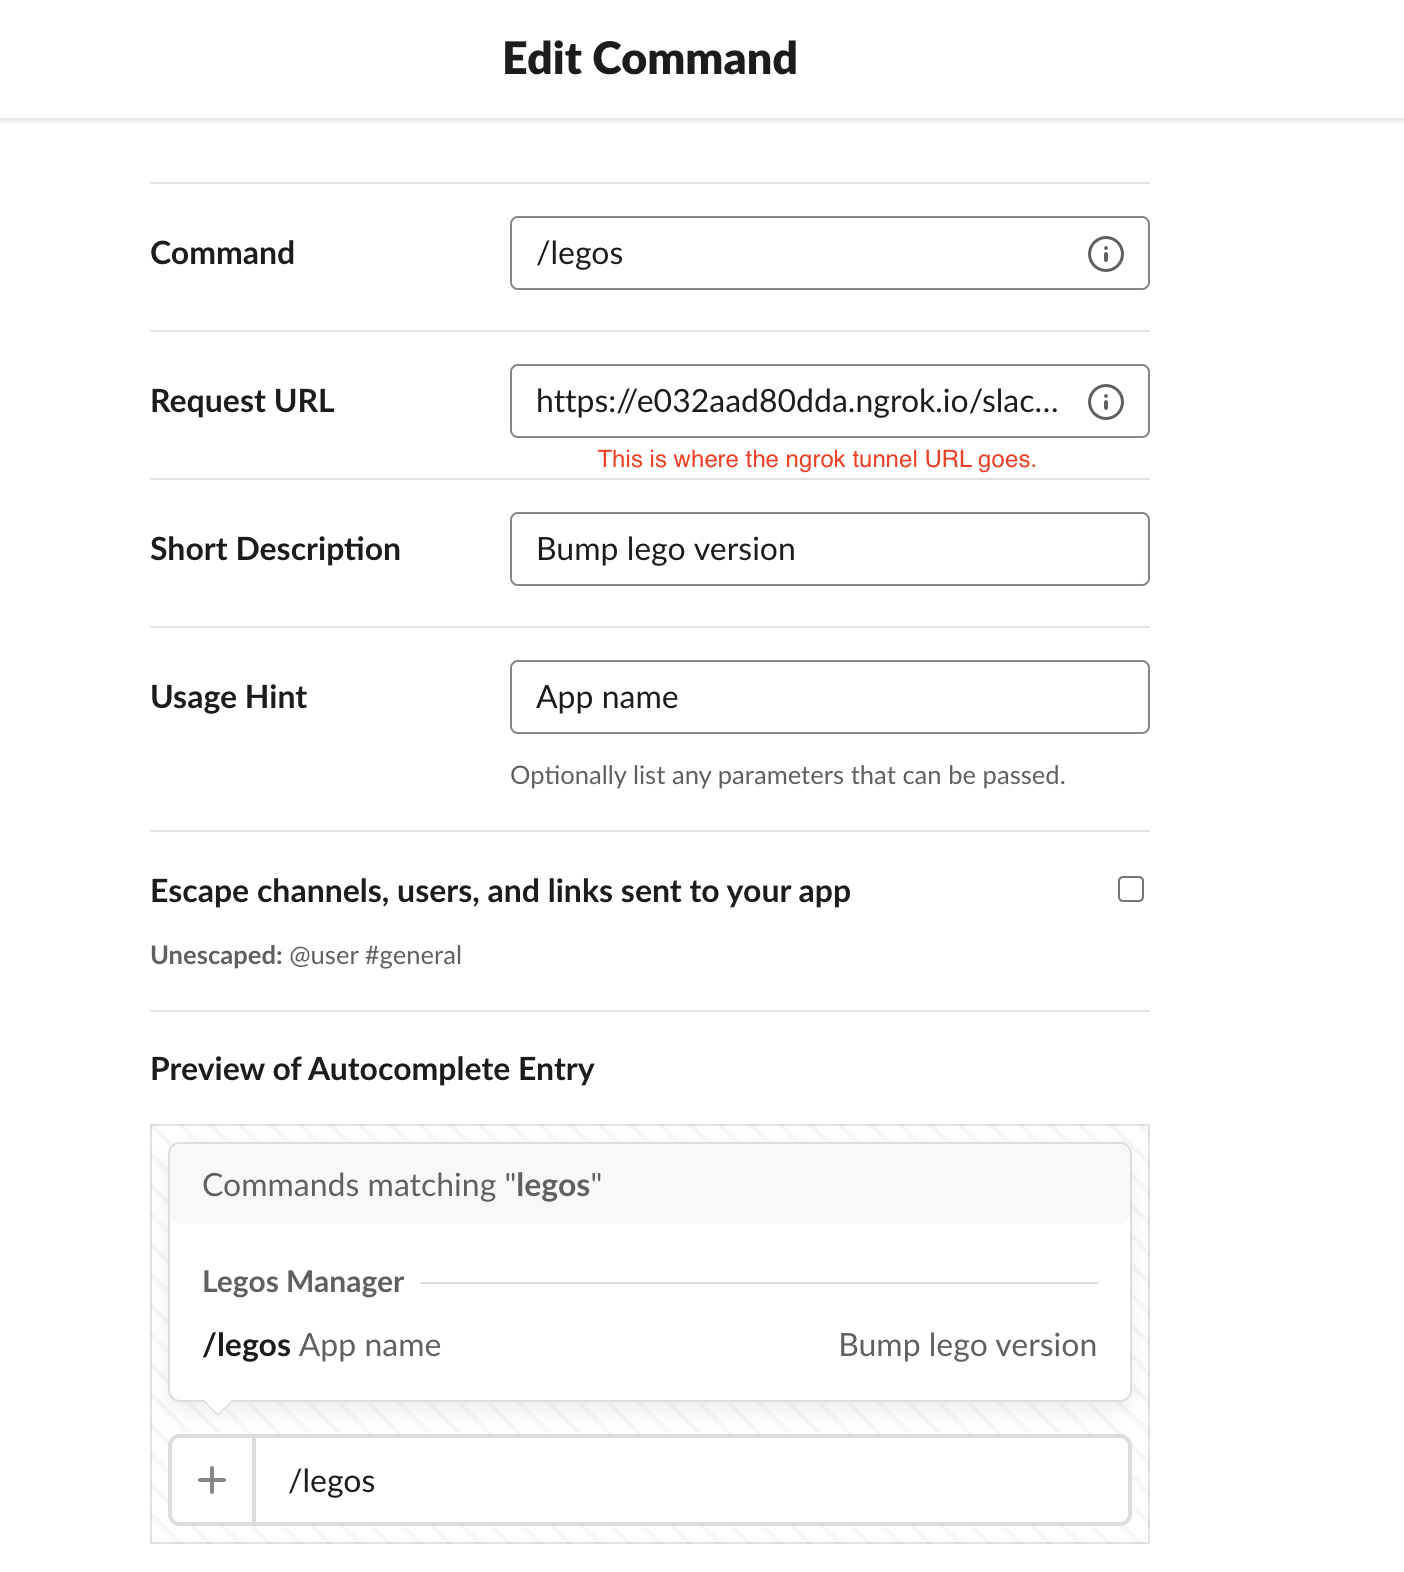 Edit Command
Command
/legos
Request URL
https://e032aad80dda.ngrok.io/slac...
This is where the ngrok tunnel URL goes.
Short Description
Bump lego version
Usage Hint
App name
Optionally list any parameters that can be passed.
Escape channels, users, and links sent to your app
Unescaped: @user #general
Preview of Autocomplete Entry
Commands matching "legos"
Legos Manager
/legos App name
Bump lego version
/legos